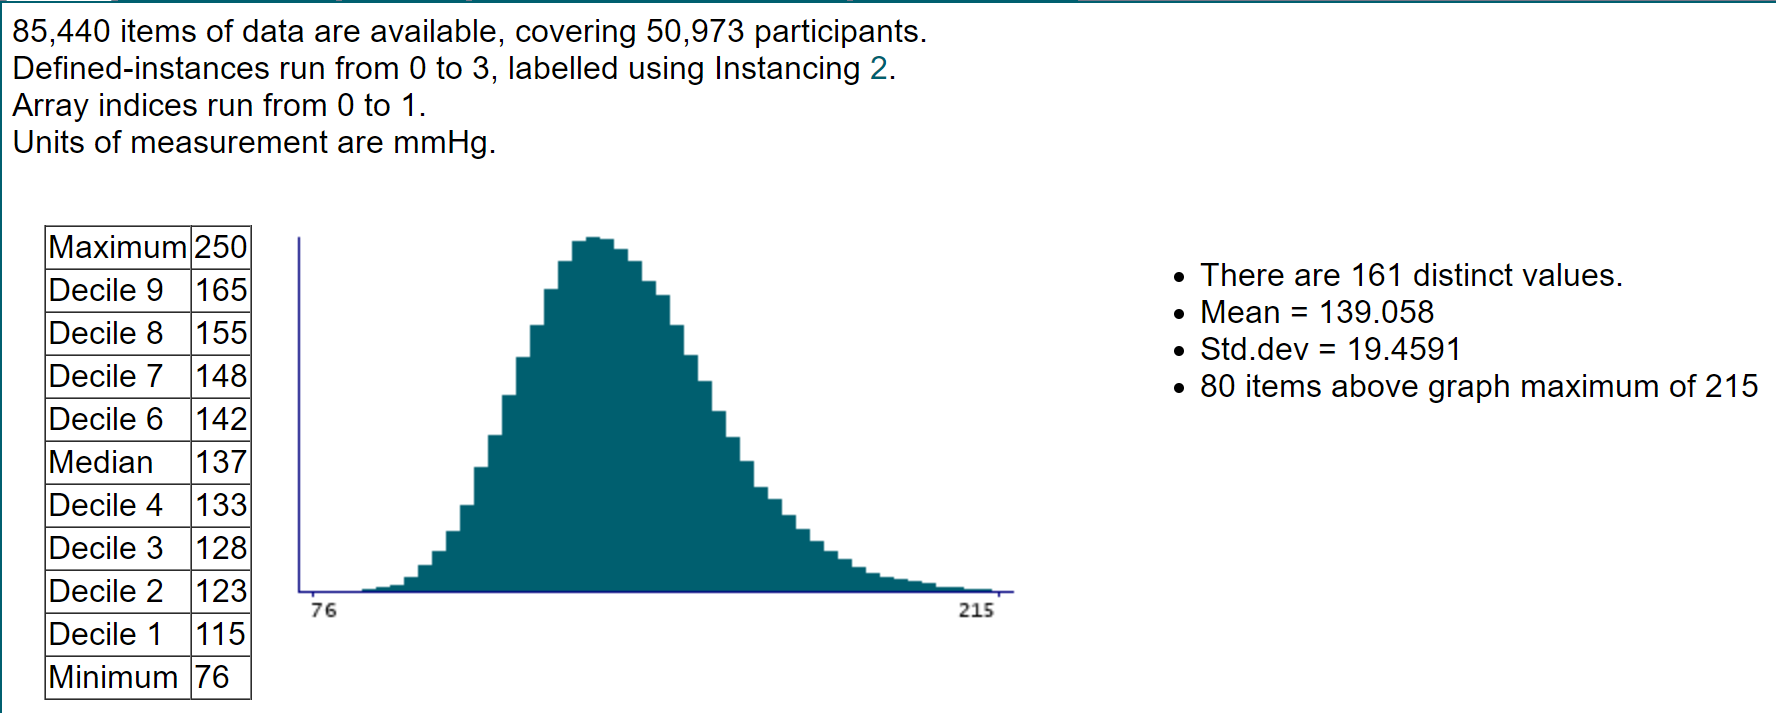 85,440 items of data are available, covering 50,973 participants.
Defined-instances run from 0 to 3, labelled using Instancing 2.
Array indices run from 0 to 1.
Units of measurement are mmHg.
Maximum 250
Decile 9 165
Decile 8 155
Decile 7 148
Decile 6 142
Median 137
Decile 4 133
Decile 3 128
Decile 2 123
Decile 1 115
Minimum 76
76 215
• There are 161 distinct values.
• Mean = 139.058
• Std.dev = 19.4591
• 80 items above graph maximum of 215